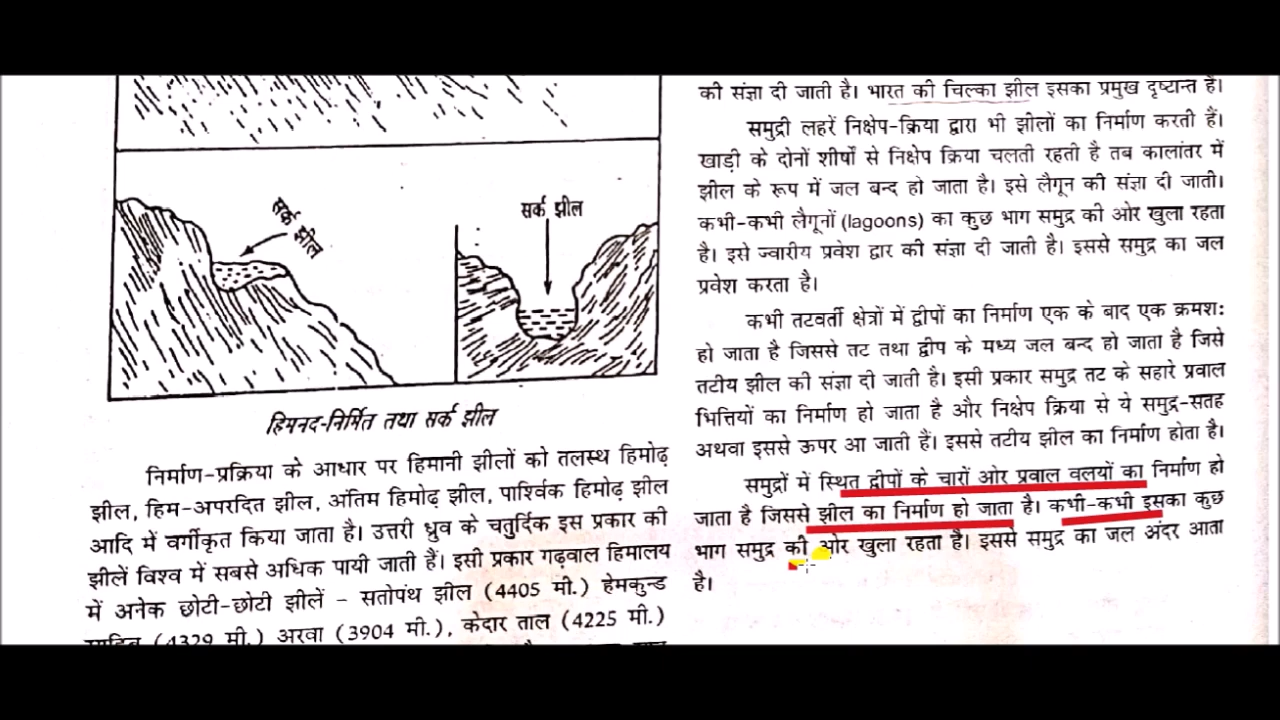 सर्क झील
सर्क झील
हिमनद-निर्मित तथा सर्क झील
निर्माण-प्रक्रिया के आधार पर हिमानी झीलों को तलस्थ हिमोढ़
झील, हिम-अपरदित झील, अंतिम हिमोढ़ झील, पार्श्विक हिमोढ़ झील
आदि में वर्गीकृत किया जाता है। उत्तरी ध्रुव के चतुर्दिक इस प्रकार की
झीलें विश्व में सबसे अधिक पायी जाती हैं। इसी प्रकार गढ़वाल हिमालय
में अनेक छोटी-छोटी झीलें - सतोपंथ झील (4405 मी.) हेमकुन्ड
(4329 मी.) अरवा (3904 मी.), केदार ताल (4225 मी.)
की संज्ञा दी जाती है। भारत की चिल्का झील इसका प्रमुख दृष्टान्त है।
समुद्री लहरें निक्षेप-क्रिया द्वारा भी झीलों का निर्माण करती हैं।
खाड़ी के दोनों शीर्षों से निक्षेप क्रिया चलती रहती है तब कालांतर में
झील के रूप में जल बन्द हो जाता है। इसे लैगून की संज्ञा दी जाती।
कभी-कभी लैगूनों (lagoons) का कुछ भाग समुद्र की ओर खुला रहता
है। इसे ज्वारीय प्रवेश द्वार की संज्ञा दी जाती है। इससे समुद्र का जल
प्रवेश करता है।
कभी तटवर्ती क्षेत्रों में द्वीपों का निर्माण एक के बाद एक क्रमश:
हो जाता है जिससे तट तथा द्वीप के मध्य जल बन्द हो जाता है जिसे
तटीय झील की संज्ञा दी जाती है। इसी प्रकार समुद्र तट के सहारे प्रवाल
भित्तियों का निर्माण हो जाता है और निक्षेप क्रिया से ये समुद्र-सतह
अथवा इससे ऊपर आ जाती हैं। इससे तटीय झील का निर्माण होता है।
समुद्रों में स्थित द्वीपों के चारों ओर प्रवाल वलयों का निर्माण हो
जाता है जिससे झील का निर्माण हो जाता है। कभी-कभी इसका कुछ
भाग समुद्र की ओर खुला रहता है। इससे समुद्र का जल अंदर आता
है।